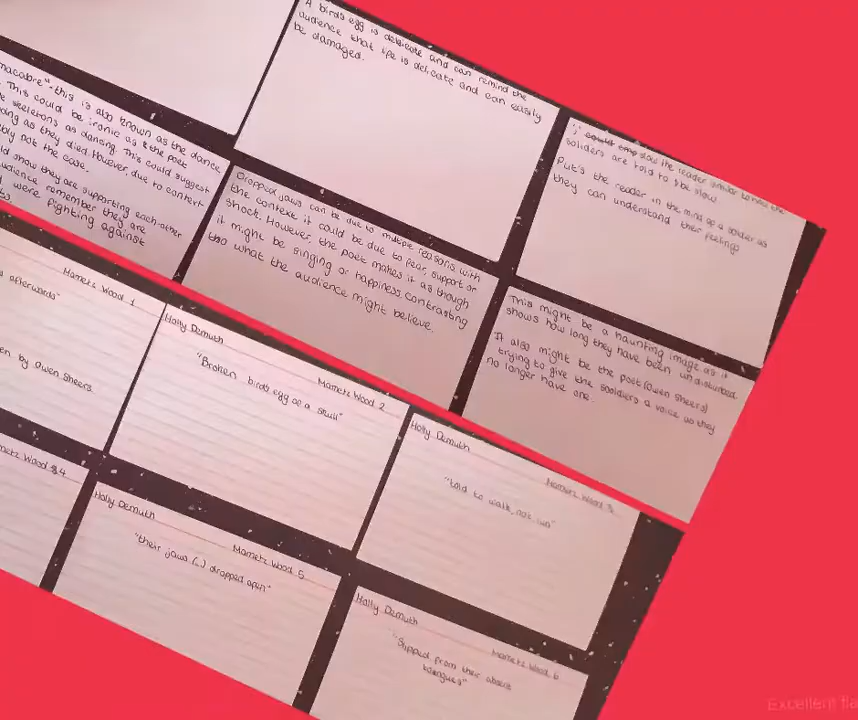 A birds egg is delicate and can remind the
audience that life is delicate and can easily
be damaged.
';' slow the reader similar to how the
soliders are told to be slow.
Put's the reader in the mind of a soldier so
they can understand their feelings
macabre" - this is also known as the dance
This could be ironic as the poet
skeletons as dancing. This could suggest
as they died. However, due to context
not the case.
show they are supporting each-other
audience remember they are
were fighting against
Dropped jaws can be due to multiple reasons, with
the context it could be due to fear, support or
shock. However the poet makes it as though
it might be singing or happiness, contrasting
to what the audience might believe.
This might be a haunting image as it
shows how long they have been undisturbed
It also might be the poet (Owen Sheers)
trying to give the soldiers a voice as they
no longer have one.
Mametz Wood 1
afterwards"
by Owen Sheers
Holly Demuth
Mametz Wood 2
"Broken birds egg of a skull"
Holly Demuth
Mametz Wood 3
"told to walk, not run"
Wood 4
Holly Demuth
Mametz Wood 5
"their jaws (..) dropped open"
Holly Demuth
Mametz Wood 6
"Slipped from their absent
tongues"
Excellent fla